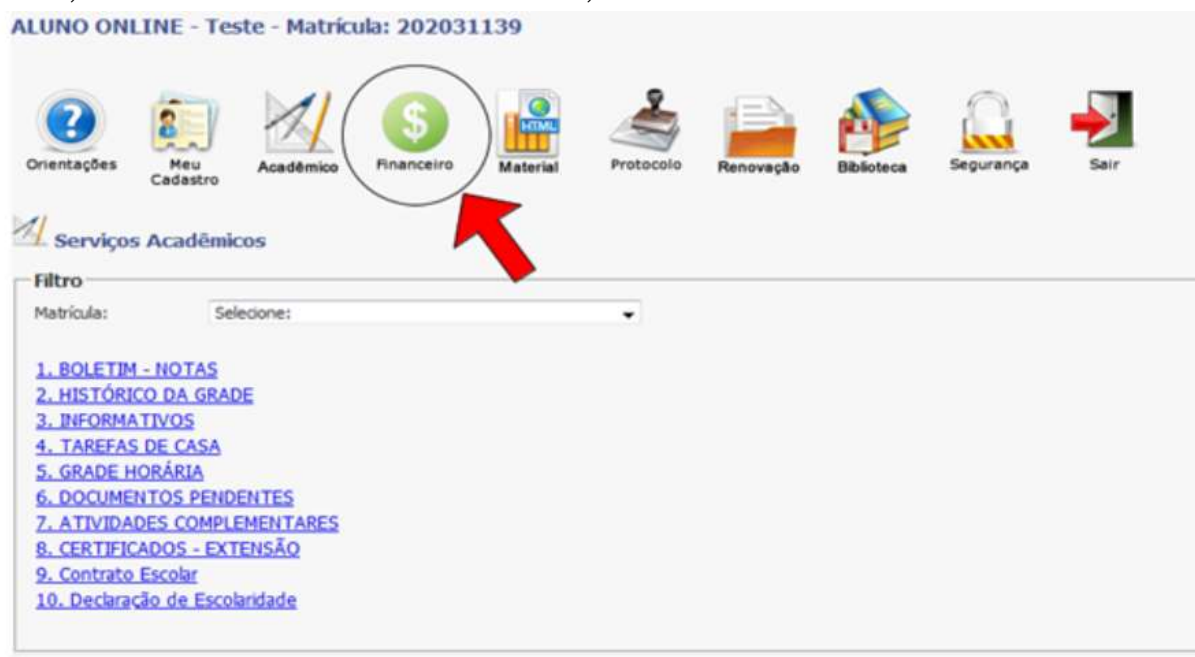 ALUNO ONLINE - Teste - Matrícula: 202031139
Orientações
Meu
Cadastro
Acadêmico
Financeiro
HTML
Material
Protocolo
Renovação
Biblioteca
Segurança
Sair
Serviços Acadêmicos
Filtro
Matrícula: Selecione:
1. BOLETIM - NOTAS
2. HISTÓRICO DA GRADE
3. INFORMATIVOS
4. TAREFAS DE CASA
5. GRADE HORÁRIA
6. DOCUMENTOS PENDENTES
7. ATIVIDADES COMPLEMENTARES
8. CERTIFICADOS - EXTENSÃO
9. Contrato Escolar
10. Declaração de Escolaridade